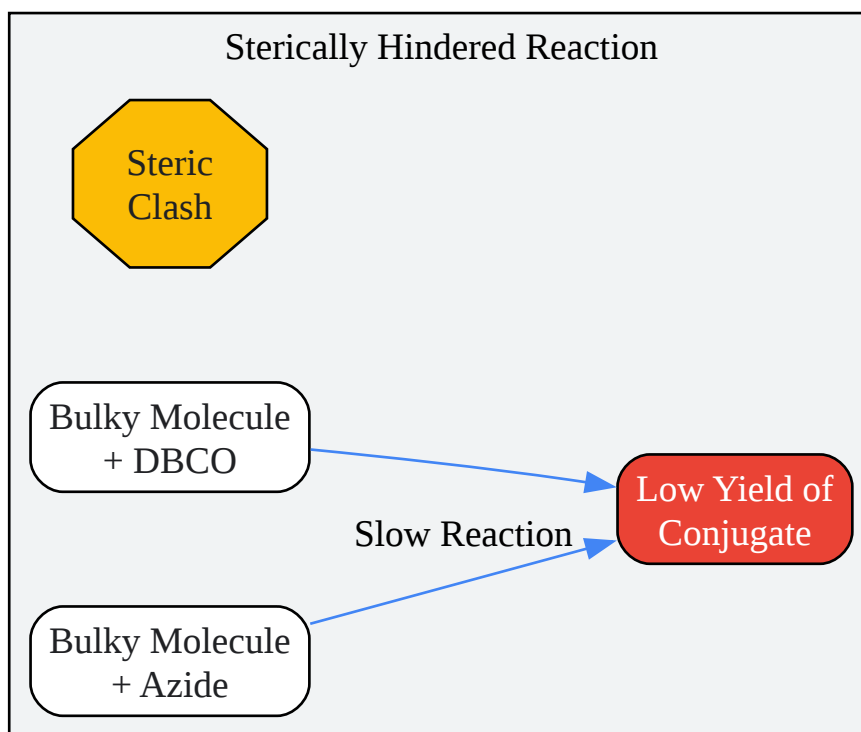 Sterically Hindered Reaction
Steric
Clash
Bulky Molecule
+ DBCO
Low Yield of
Conjugate
Slow Reaction
Bulky Molecule
+ Azide